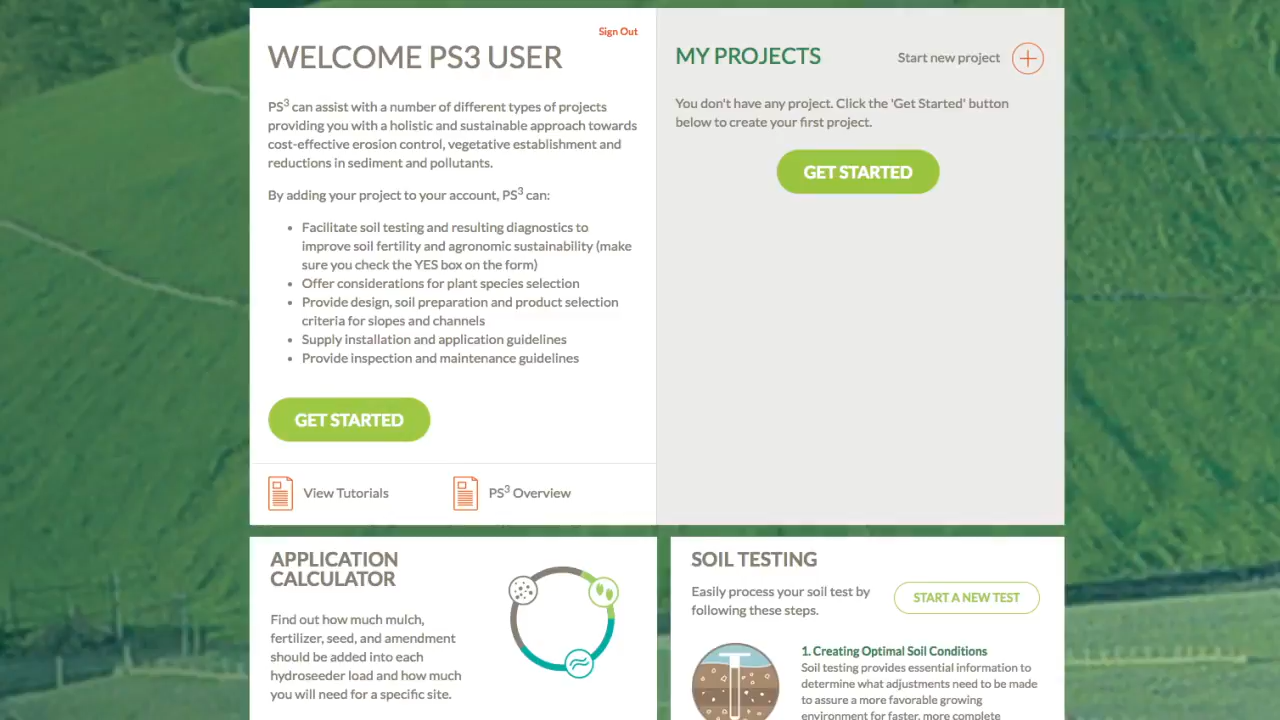 Sign Out
WELCOME PS3 USER
PS3 can assist with a number of different types of projects
providing you with a holistic and sustainable approach towards
cost-effective erosion control, vegetative establishment and
reductions in sediment and pollutants.
By adding your project to your account, PS3 can:
• Facilitate soil testing and resulting diagnostics to
improve soil fertility and agronomic sustainability (make
sure you check the YES box on the form)
• Offer considerations for plant species selection
• Provide design, soil preparation and product selection
criteria for slopes and channels
• Supply installation and application guidelines
• Provide inspection and maintenance guidelines
GET STARTED
View Tutorials
PS3 Overview
MY PROJECTS
Start new project
You don't have any project. Click the 'Get Started' button
below to create your first project.
GET STARTED
APPLICATION
CALCULATOR
Find out how much mulch,
fertilizer, seed, and amendment
should be added into each
hydroseeder load and how much
you will need for a specific site.
SOIL TESTING
Easily process your soil test by
following these steps.
START A NEW TEST
1. Creating Optimal Soil Conditions
Soil testing provides essential information to
determine what adjustments need to be made
to assure a more favorable growing
environment for faster, more complete